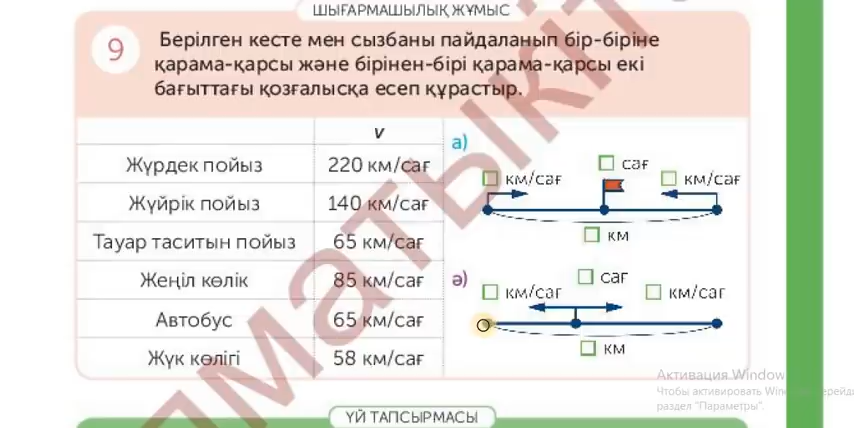 ШЫҒАРМАШЫЛЫҚ ЖҰМЫС
9
Берілген кесте мен сызбаны пайдаланып бір-біріне
қарама-қарсы және бірінен-бірі қарама-қарсы екі
бағыттағы қозғалысқа есеп құрастыр.
v
Жүрдек пойыз 220 км/сағ
Жүйрік пойыз 140 км/сағ
Тауар таситын пойыз 65 км/сағ
Жеңіл көлік 85 км/сағ
Автобус 65 км/сағ
Жүк көлігі 58 км/сағ
а)
сағ
км/сағ км/сағ
км
ә)
сағ
км/сағ км/сағ
км
Активация Window
Чтобы активировать Win ерейд
раздел "Параметры".
ҮЙ ТАПСЫРМАСЫ